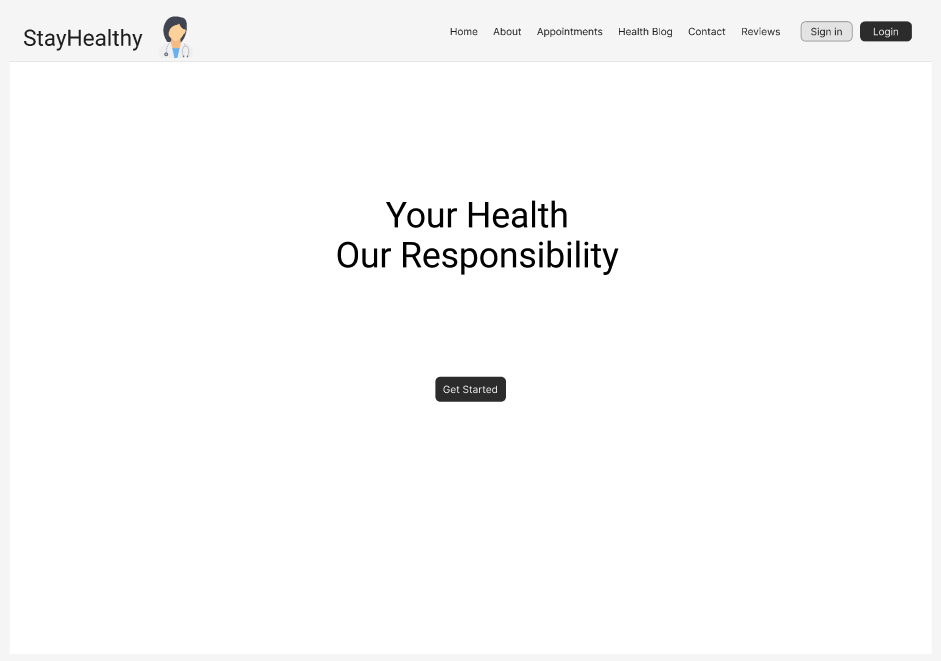 StayHealthy
Home About Appointments Health Blog Contact Reviews Sign in Login
Your Health
Our Responsibility
Get Started